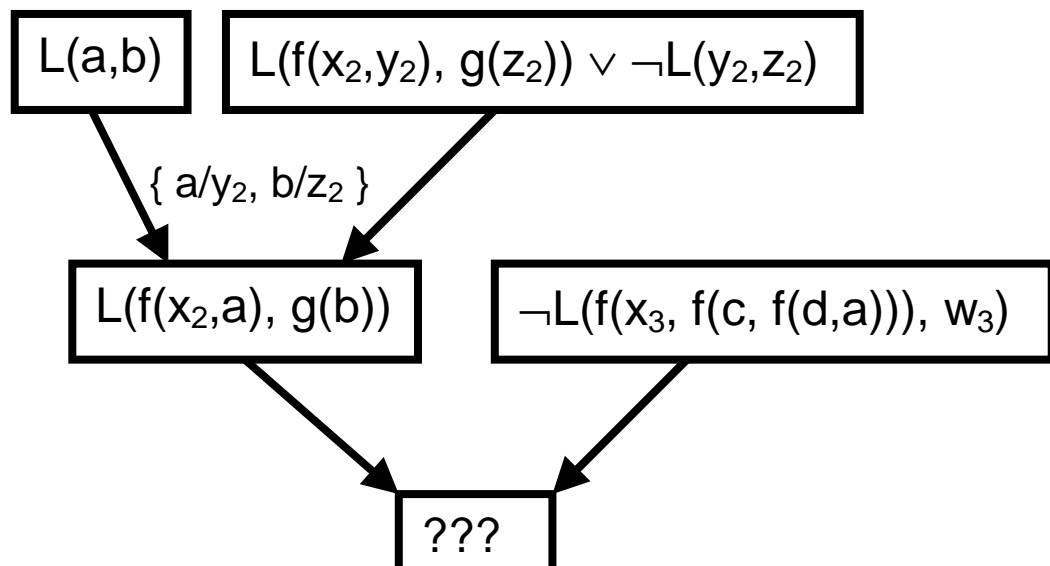 L(a,b)
L(f(x₂,y₂), g(z₂)) ∨ ¬L(y₂,z₂)
{ a/y₂, b/z₂ }
L(f(x₂,a), g(b))
¬L(f(x₃, f(c, f(d,a))), w₃)
???